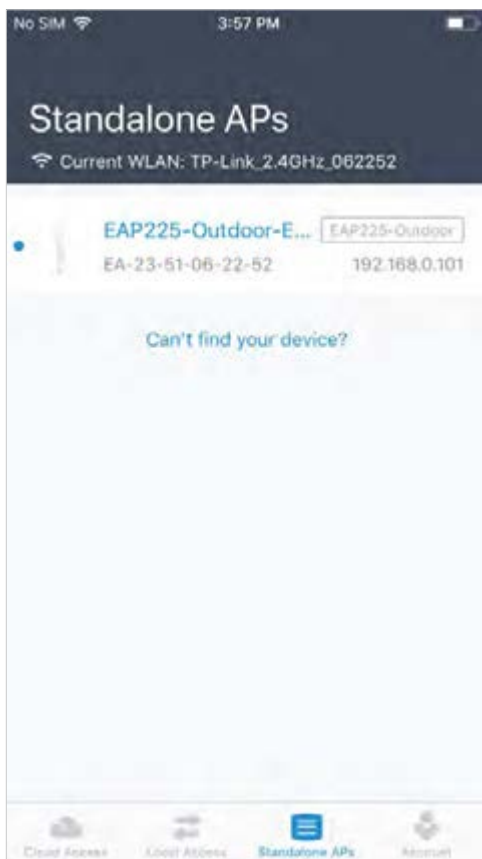 No SIM 3:57 PM
Standalone APs
Current WLAN: TP-Link_2.4GHz_062252
EAP225-Outdoor-E... EAP225-Outdoor
EA-23-51-06-22-52 192.168.0.101
Can't find your device?
Cloud Access Local Access Standalone APs Account